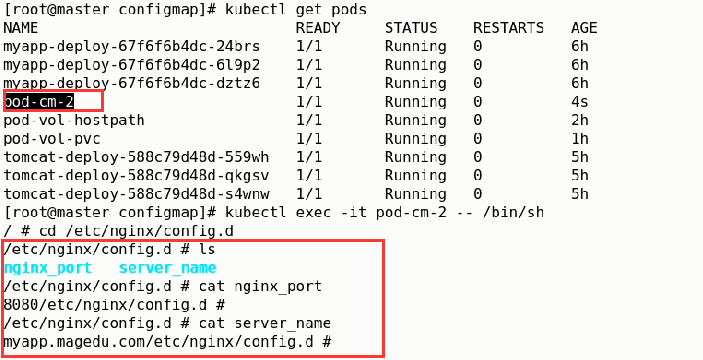 [root@master configmap]# kubectl get pods
NAME READY STATUS RESTARTS AGE
myapp-deploy-67f6f6b4dc-24brs 1/1 Running 0 6h
myapp-deploy-67f6f6b4dc-6l9p2 1/1 Running 0 6h
myapp-deploy-67f6f6b4dc-dztz6 1/1 Running 0 6h
pod-cm-2 1/1 Running 0 4s
pod-vol-hostpath 1/1 Running 0 2h
pod-vol-pvc 1/1 Running 0 1h
tomcat-deploy-588c79d48d-559wh 1/1 Running 0 5h
tomcat-deploy-588c79d48d-qkgsv 1/1 Running 0 5h
tomcat-deploy-588c79d48d-s4wnw 1/1 Running 0 5h
[root@master configmap]# kubectl exec -it pod-cm-2 -- /bin/sh
/ # cd /etc/nginx/config.d
/etc/nginx/config.d # ls
nginx_port server_name
/etc/nginx/config.d # cat nginx_port
8080/etc/nginx/config.d #
/etc/nginx/config.d # cat server_name
myapp.magedu.com/etc/nginx/config.d #